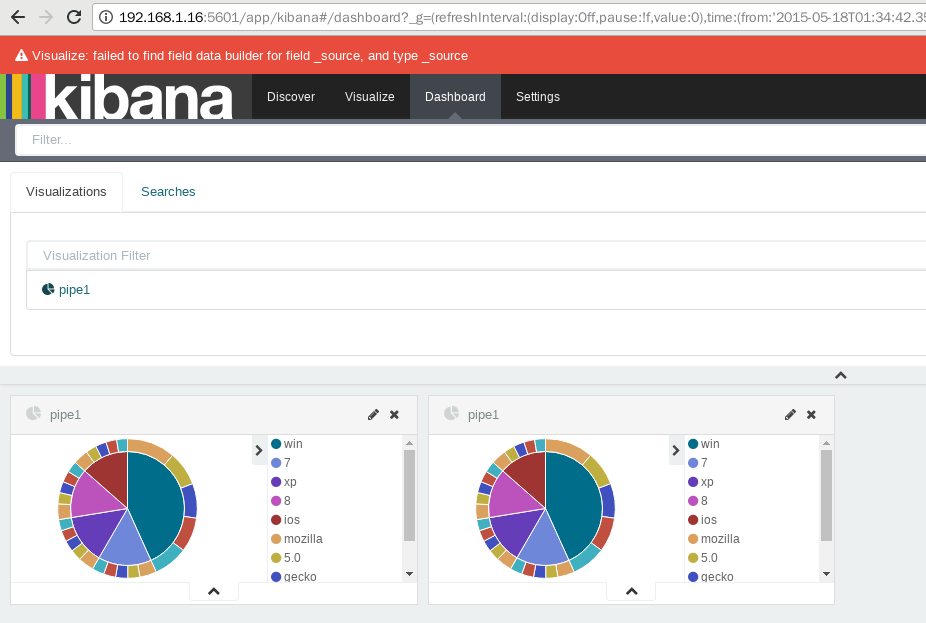 192.168.1.16:5601/app/kibana#/dashboard?_g=(refreshInterval:(display:Off,pause:!f,value:0),time:(from:'2015-05-18T01:34:42.35
Visualize: failed to find field data builder for field _source, and type _source
kibana Discover Visualize Dashboard Settings
Filter...
Visualizations Searches
Visualization Filter
pipe1
pipe1
win
7
xp
8
ios
mozilla
5.0
gecko
pipe1
win
7
xp
8
ios
mozilla
5.0
gecko